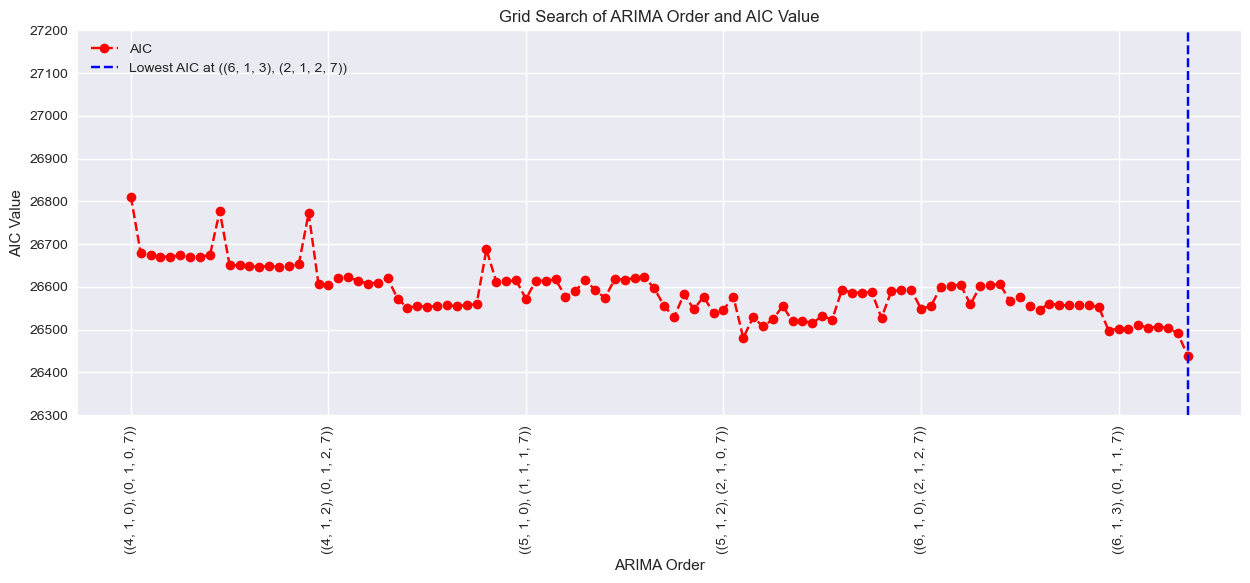 Grid Search of ARIMA Order and AIC Value
27200
27100
27000
26900
26800
26700
26600
26500
26400
26300
AIC Value
AIC
Lowest AIC at ((6, 1, 3), (2, 1, 2, 7))
((4, 1, 0), (0, 1, 0, 7))
((4, 1, 2), (0, 1, 2, 7))
((5, 1, 0), (1, 1, 1, 7))
((5, 1, 2), (2, 1, 0, 7))
((6, 1, 0), (2, 1, 2, 7))
((6, 1, 3), (0, 1, 1, 7))
ARIMA Order